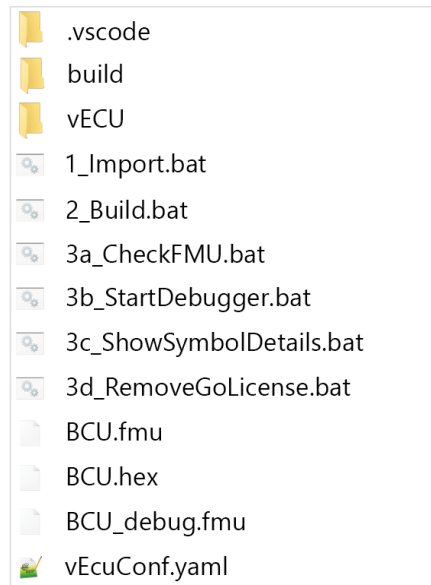 .vscode
build
vECU
1_Import.bat
2_Build.bat
3a_CheckFMU.bat
3b_StartDebugger.bat
3c_ShowSymbolDetails.bat
3d_RemoveGoLicense.bat
BCU.fmu
BCU.hex
BCU_debug.fmu
vEcuConf.yaml